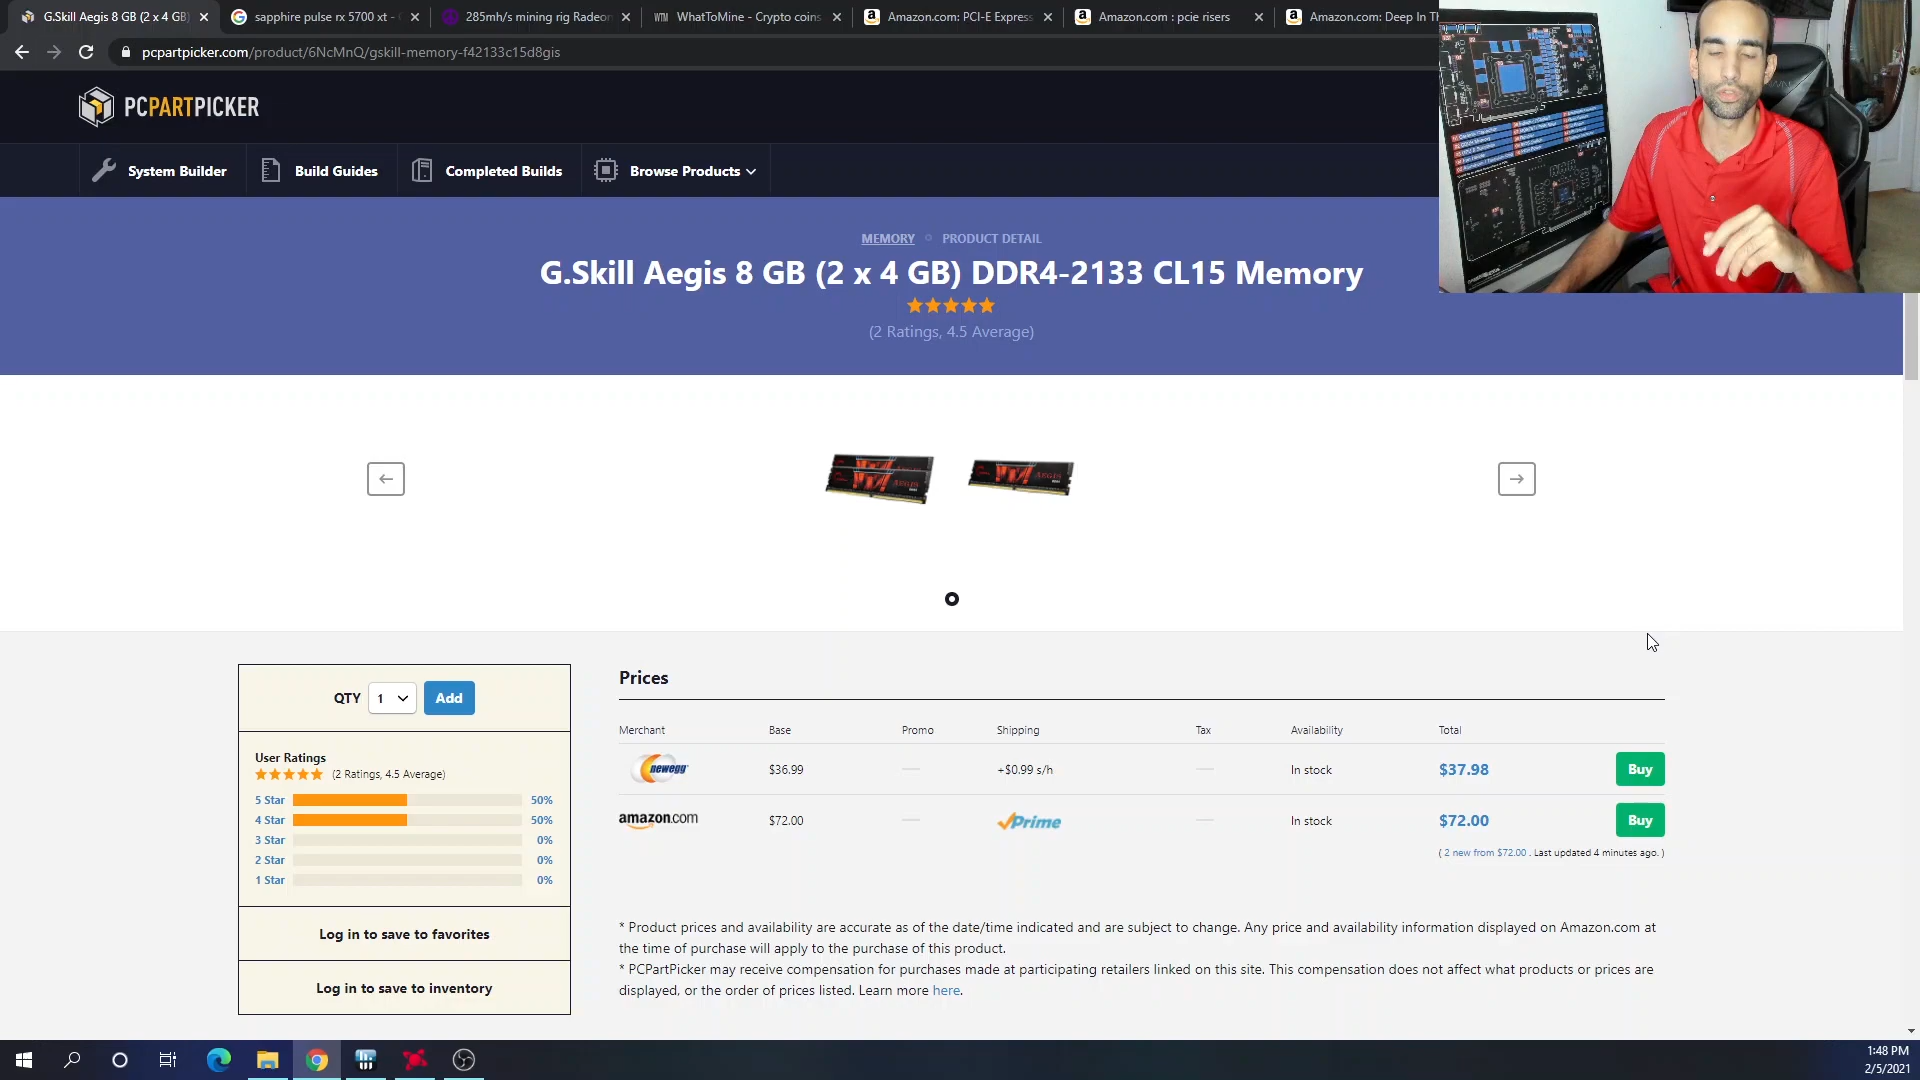 G.Skill Aegis 8 GB (2 x 4 GB)
sapphire pulse rx 5700 xt -
285mh/s mining rig Radeon
WTM WhatToMine - Crypto coins
Amazon.com: PCI-E Express
Amazon.com : pcie risers
Amazon.com: Deep In Th
pcpartpicker.com/product/6NcMnQ/gskill-memory-f42133c15d8gis
PCPARTPICKER
System Builder
Build Guides
Completed Builds
Browse Products
MEMORY
PRODUCT DETAIL
G.Skill Aegis 8 GB (2 x 4 GB) DDR4-2133 CL15 Memory
(2 Ratings, 4.5 Average)
QTY 1 Add
User Ratings
(2 Ratings, 4.5 Average)
5 Star 50%
4 Star 50%
3 Star 0%
2 Star 0%
1 Star 0%
Log in to save to favorites
Log in to save to inventory
Prices
Merchant Base Promo Shipping Tax Availability Total
newegg $36.99 — +$0.99 s/h — In stock $37.98 Buy
amazon.com $72.00 — Prime — In stock $72.00 Buy
( 2 new from $72.00 . Last updated 4 minutes ago. )
* Product prices and availability are accurate as of the date/time indicated and are subject to change. Any price and availability information displayed on Amazon.com at
the time of purchase will apply to the purchase of this product.
* PCPartPicker may receive compensation for purchases made at participating retailers linked on this site. This compensation does not affect what products or prices are
displayed, or the order of prices listed. Learn more here.
1:48 PM
2/5/2021